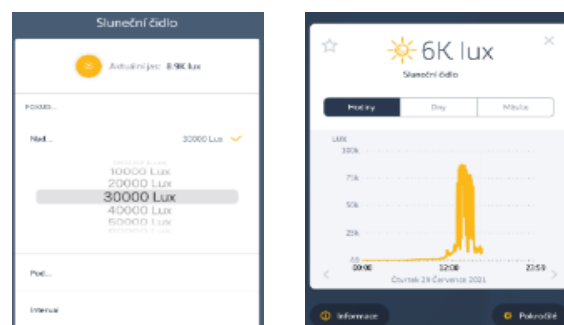 Sluneční čidlo
Aktuální jas: 8.9K lux
POKUD...
Nad...
30000 Lux
10000 Lux
20000 Lux
30000 Lux
40000 Lux
50000 Lux
Pod...
Interval
6K lux
Sluneční čidlo
Hodiny
Dny
Měsíce
LUX
100k
75k
50k
25k
00:00
12:00
23:59
Čtvrtek 29 Července 2021
Informace
Pokročilé